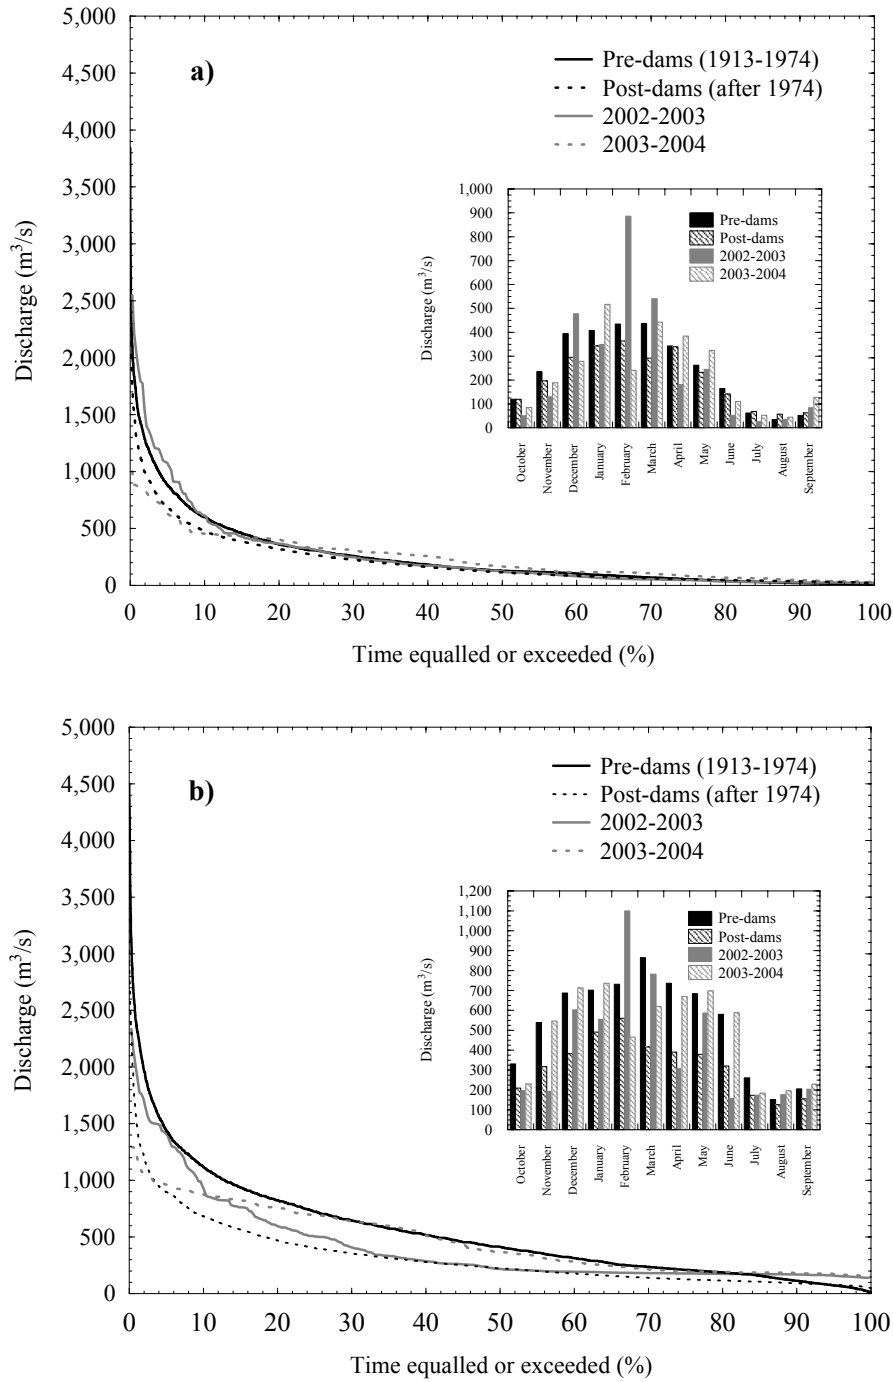 5,000
4,500
4,000
3,500
3,000
2,500
2,000
1,500
1,000
500
0
Discharge (m³/s)
a)
Pre-dams (1913-1974)
Post-dams (after 1974)
2002-2003
2003-2004
1,000
900
800
700
600
500
400
300
200
100
0
Discharge (m³/s)
Pre-dams
Post-dams
2002-2003
2003-2004
October
November
December
January
February
March
April
May
June
July
August
September
0 10 20 30 40 50 60 70 80 90 100
Time equalled or exceeded (%)
5,000
4,500
4,000
3,500
3,000
2,500
2,000
1,500
1,000
500
0
Discharge (m³/s)
b)
Pre-dams (1913-1974)
Post-dams (after 1974)
2002-2003
2003-2004
1,200
1,100
1,000
900
800
700
600
500
400
300
200
100
0
Discharge (m³/s)
Pre-dams
Post-dams
2002-2003
2003-2004
October
November
December
January
February
March
April
May
June
July
August
September
0 10 20 30 40 50 60 70 80 90 100
Time equalled or exceeded (%)